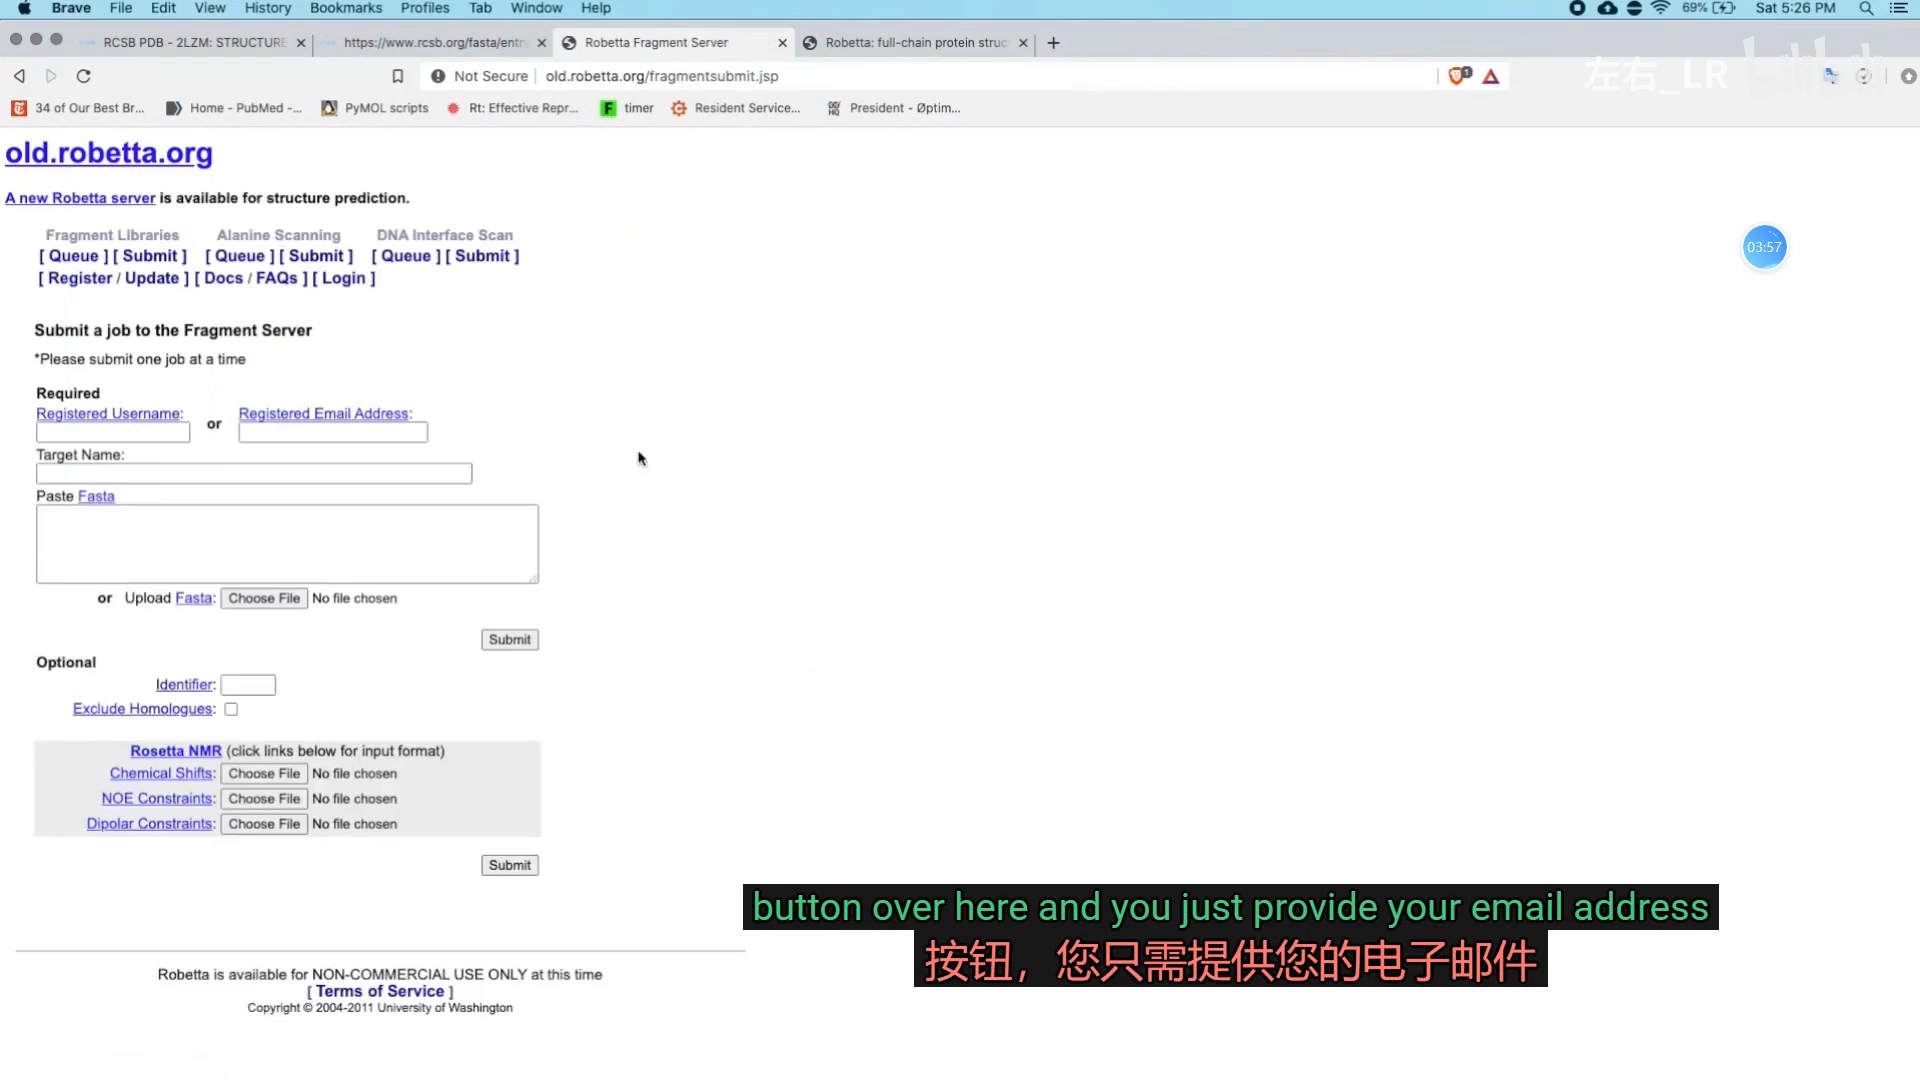 Brave File Edit View History Bookmarks Profiles Tab Window Help 69% Sat 5:26 PM
RCSB PDB - 2LZM: STRUCTURE https://www.rcsb.org/fasta/entr Robetta Fragment Server Robetta: full-chain protein struc
Not Secure old.robetta.org/fragmentsubmit.jsp 1
左右_LR bilibili
34 of Our Best Br... Home - PubMed -... PyMOL scripts Rt: Effective Repr... F timer Resident Service... President - Øptim...
old.robetta.org
A new Robetta server is available for structure prediction.
Fragment Libraries Alanine Scanning DNA Interface Scan
[ Queue ] [ Submit ] [ Queue ] [ Submit ] [ Queue ] [ Submit ]
[ Register / Update ] [ Docs / FAQs ] [ Login ]
03:57
Submit a job to the Fragment Server
*Please submit one job at a time
Required
Registered Username: or Registered Email Address:
Target Name:
Paste Fasta
or Upload Fasta: Choose File No file chosen
Submit
Optional
Identifier:
Exclude Homologues:
Rosetta NMR (click links below for input format)
Chemical Shifts: Choose File No file chosen
NOE Constraints: Choose File No file chosen
Dipolar Constraints: Choose File No file chosen
Submit
button over here and you just provide your email address
按钮，您只需提供您的电子邮件
Robetta is available for NON-COMMERCIAL USE ONLY at this time
[ Terms of Service ]
Copyright © 2004-2011 University of Washington